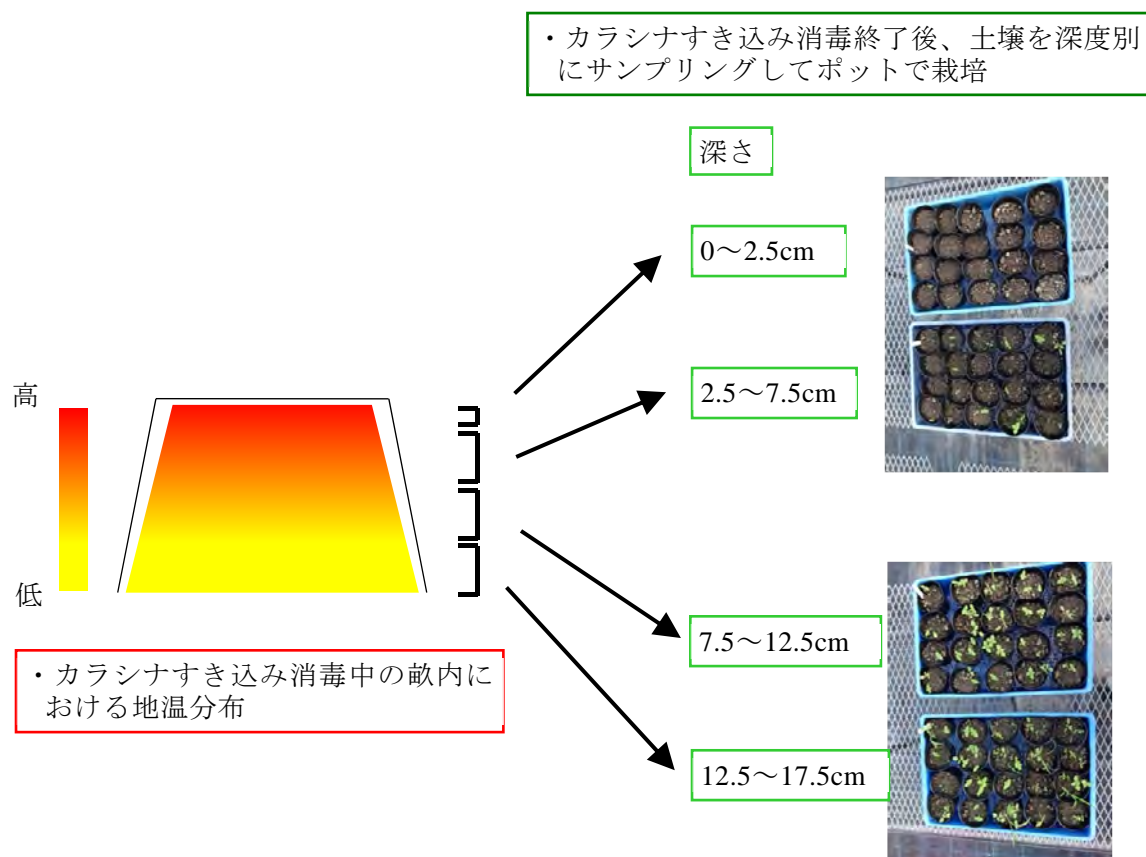 ・カラシナすき込み消毒終了後、土壌を深度別
にサンプリングしてポットで栽培
深さ
0～2.5cm
2.5～7.5cm
高
低
7.5～12.5cm
・カラシナすき込み消毒中の畝内に
おける地温分布
12.5～17.5cm